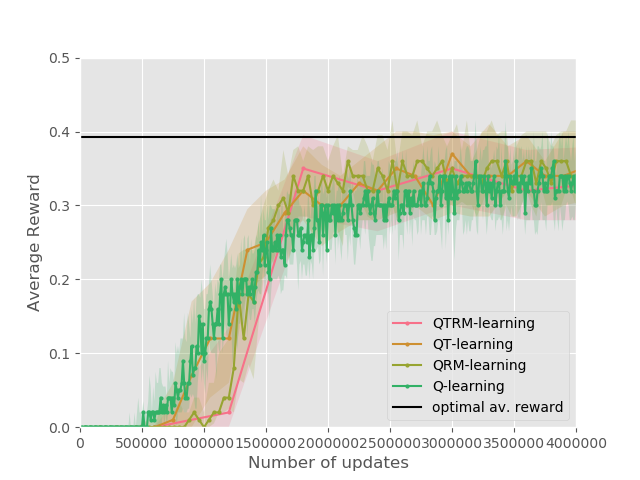 0.5
0.4
0.3
0.2
0.1
0.0
Average Reward
QTRM-learning
QT-learning
QRM-learning
Q-learning
optimal av. reward
0 500000 1000000 1500000 2000000 2500000 3000000 3500000 4000000
Number of updates